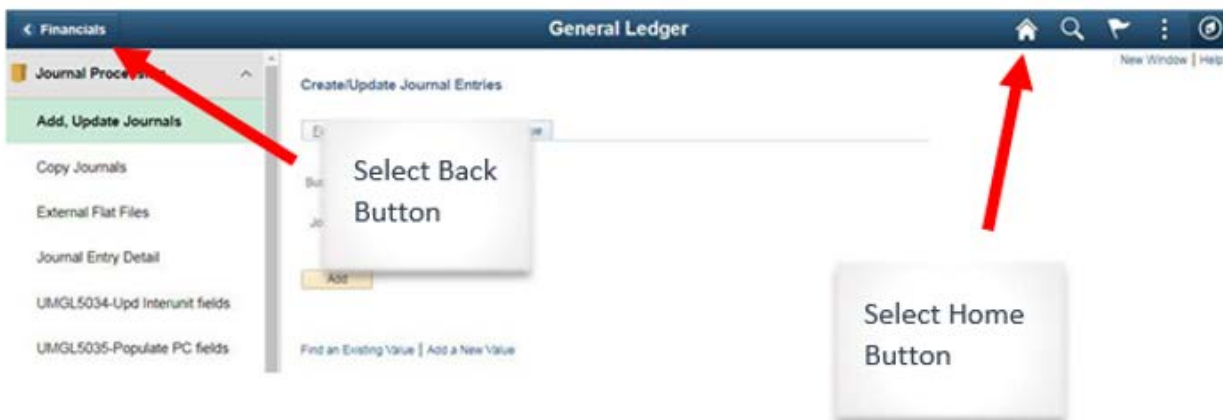 Financials
General Ledger
New Window | Help
Journal
Create/Update Journal Entries
Add, Update Journals
Select Back
Button
Copy Journals
External Flat Files
Journal Entry Detail
Add
UMGL5034-Upd Interunit fields
Select Home
Button
UMGL5035-Populate PC fields
Find an Existing Value | Add a New Value